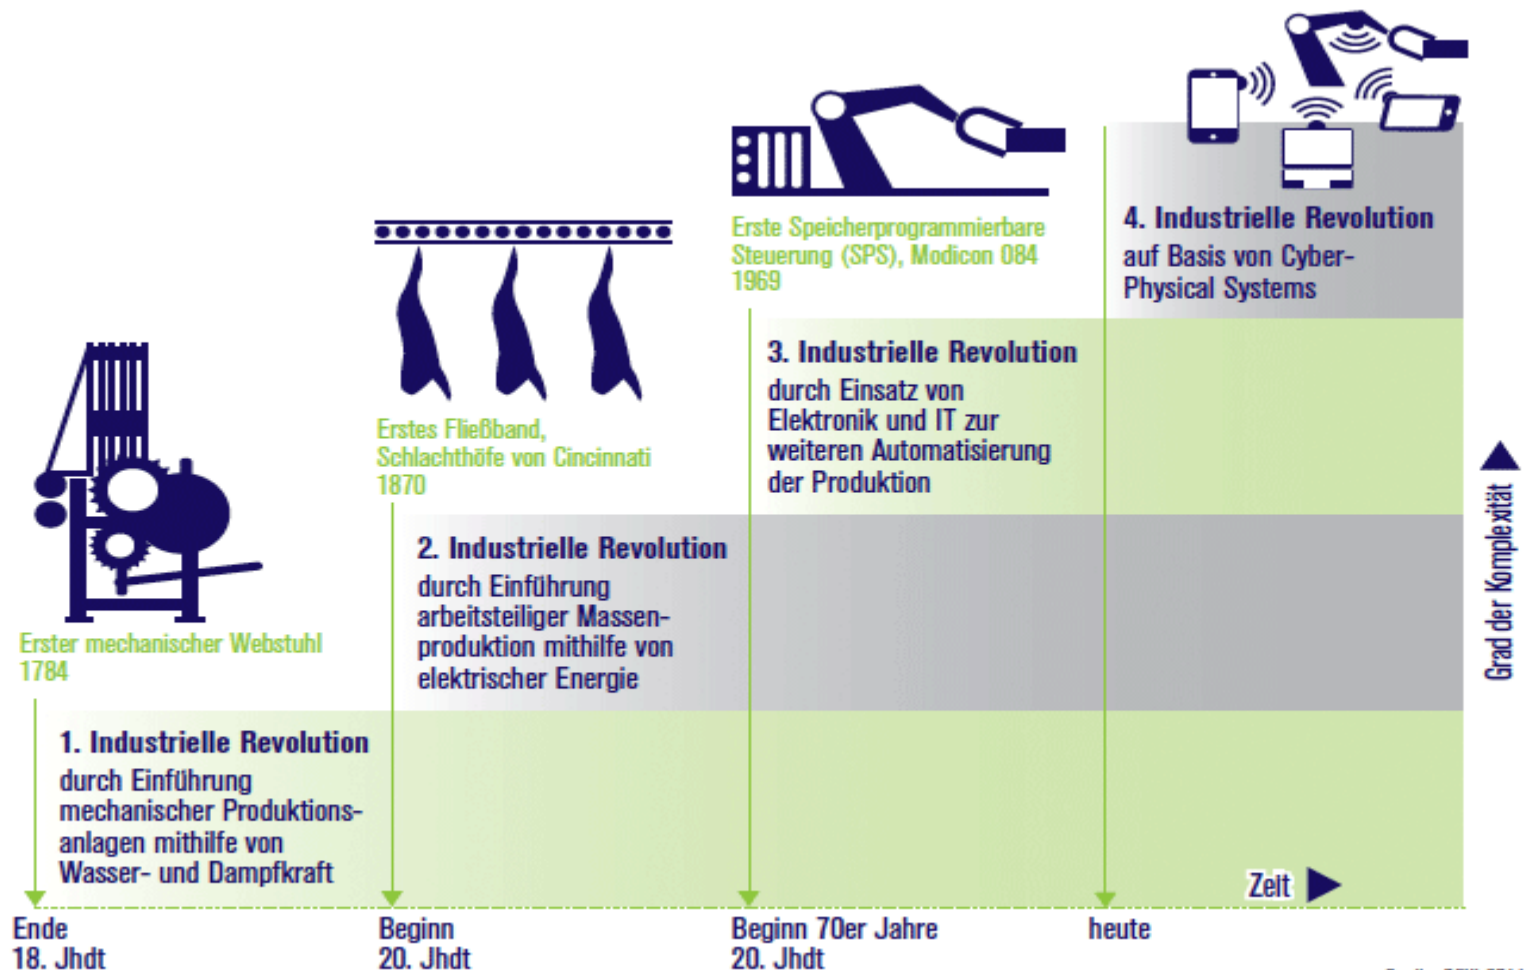 Erste Speicherprogrammierbare
Steuerung (SPS), Modicon 084
1969
4. Industrielle Revolution
auf Basis von Cyber-
Physical Systems
3. Industrielle Revolution
durch Einsatz von
Elektronik und IT zur
weiteren Automatisierung
der Produktion
Erstes Fließband,
Schlachthöfe von Cincinnati
1870
2. Industrielle Revolution
durch Einführung
arbeitsteiliger Massen-
produktion mithilfe von
elektrischer Energie
Erster mechanischer Webstuhl
1784
1. Industrielle Revolution
durch Einführung
mechanischer Produktions-
anlagen mithilfe von
Wasser- und Dampfkraft
Grad der Komplexität
Zeit
Ende
18. Jhdt
Beginn
20. Jhdt
Beginn 70er Jahre
20. Jhdt
heute